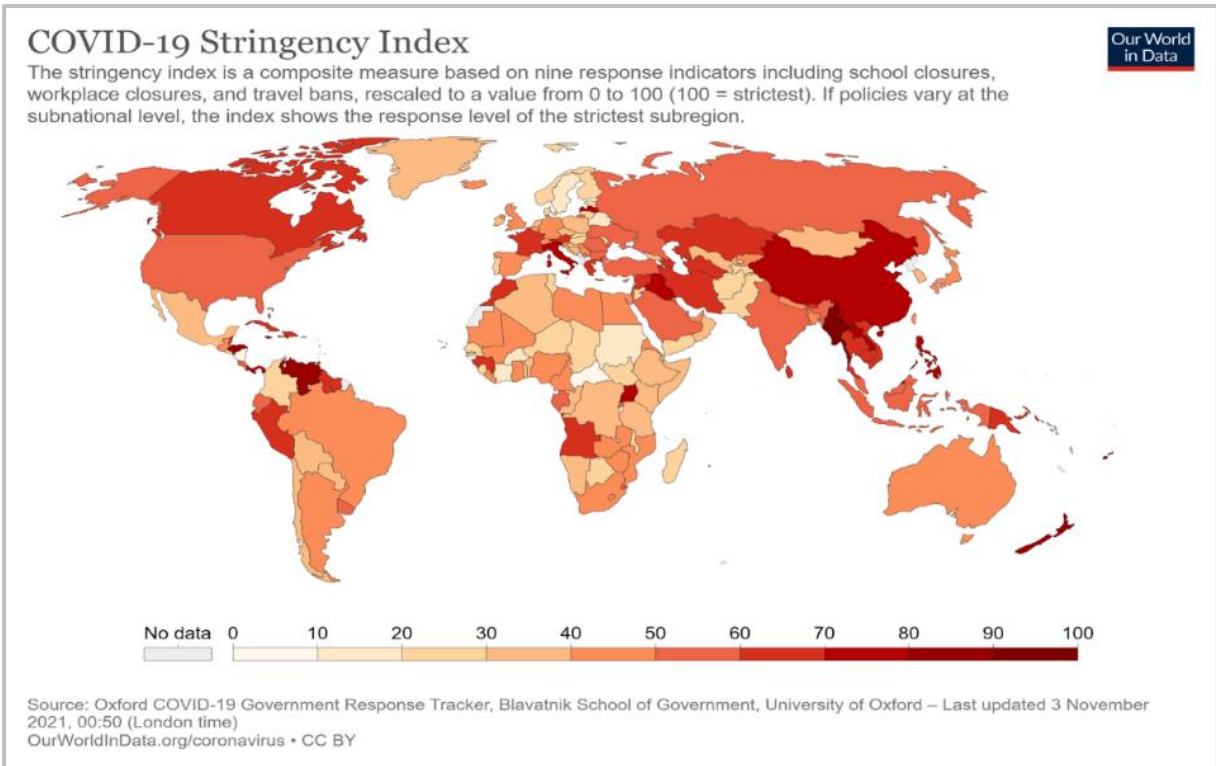 COVID-19 Stringency Index
Our World
in Data
The stringency index is a composite measure based on nine response indicators including school closures,
workplace closures, and travel bans, rescaled to a value from 0 to 100 (100 = strictest). If policies vary at the
subnational level, the index shows the response level of the strictest subregion.
No data 0 10 20 30 40 50 60 70 80 90 100
Source: Oxford COVID-19 Government Response Tracker, Blavatnik School of Government, University of Oxford – Last updated 3 November
2021, 00:50 (London time)
OurWorldInData.org/coronavirus • CC BY